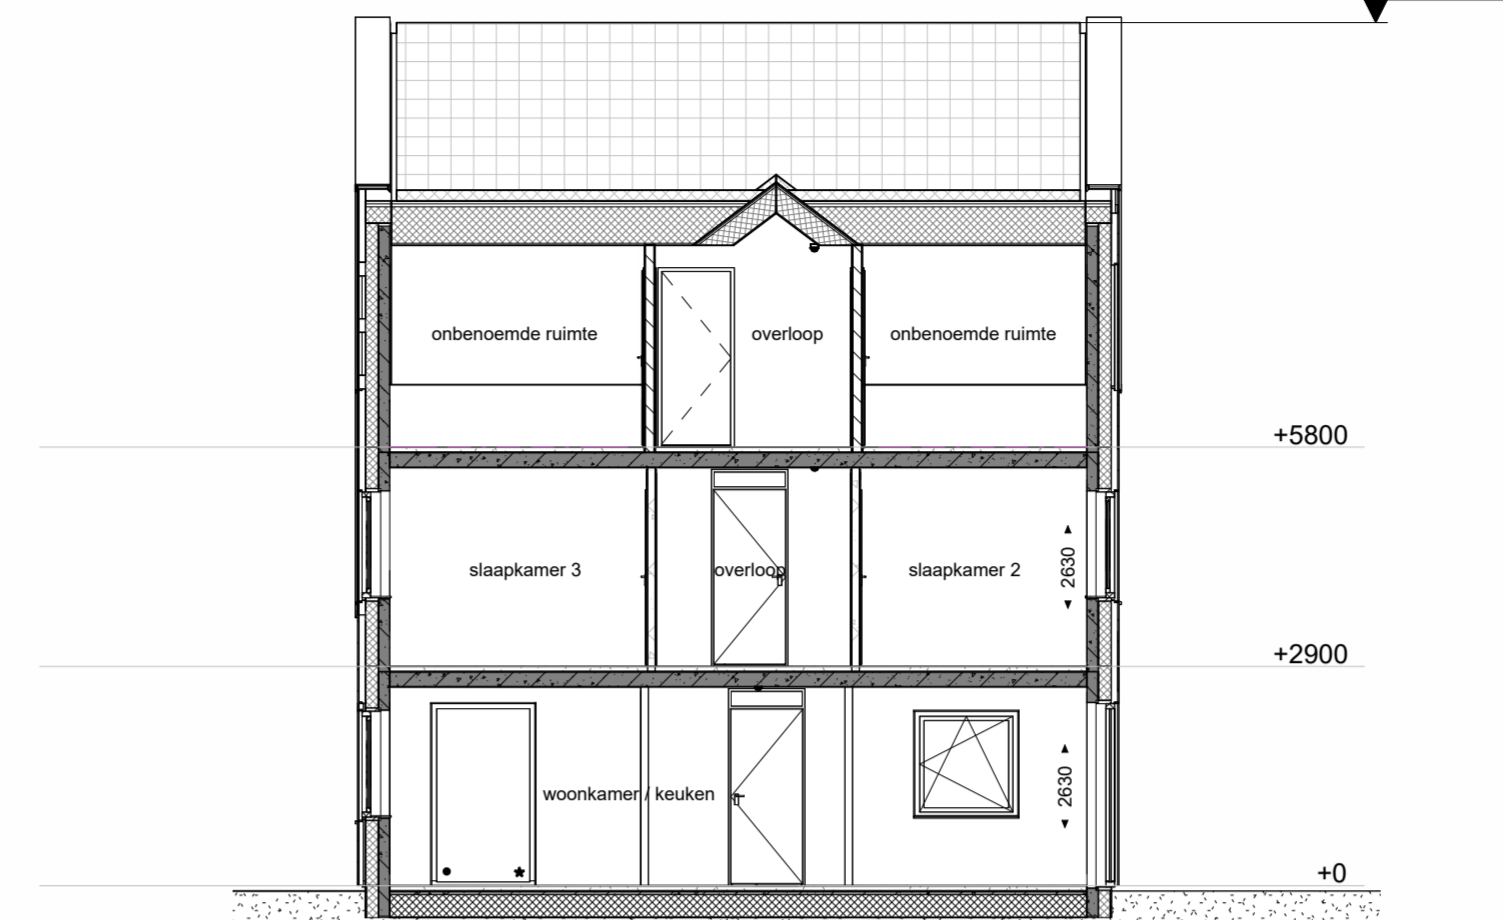 onbenoemde ruimte
overloop
onbenoemde ruimte
+5800
slaapkamer 3
overloop
slaapkamer 2
2630
+2900
woonkamer / keuken
2630
+0